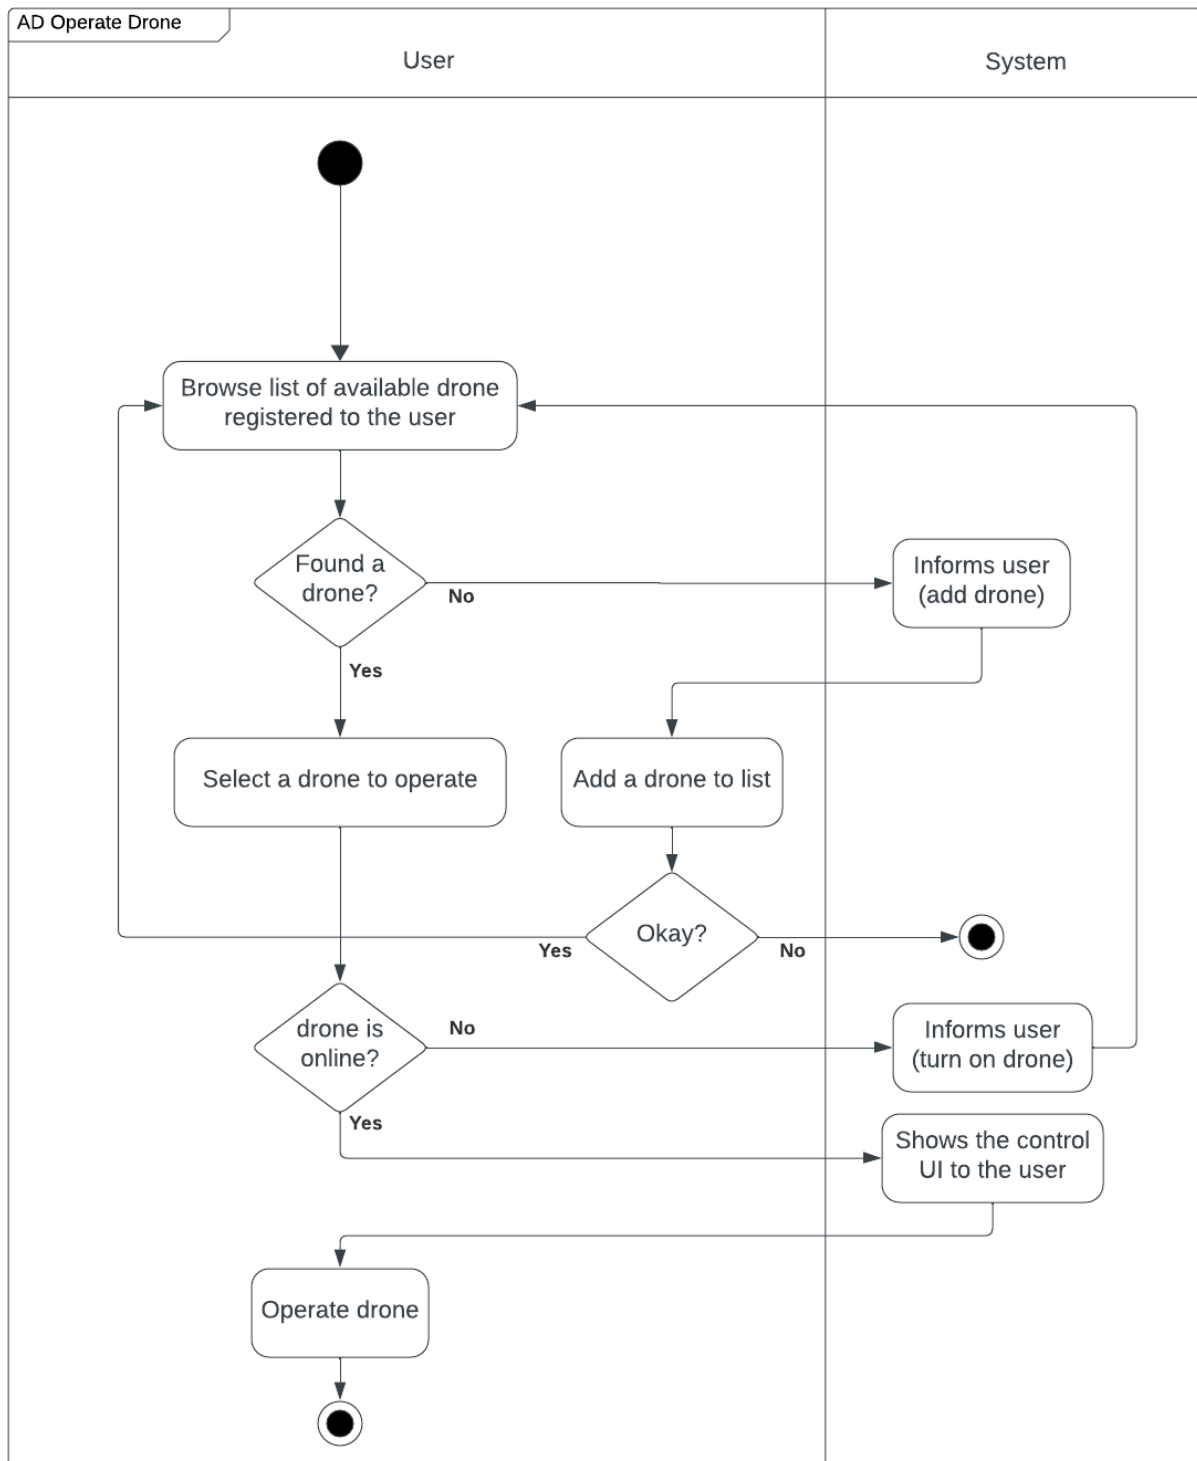 AD Operate Drone
User
System
Browse list of available drone
registered to the user
Found a
drone?
No
Informs user
(add drone)
Yes
Select a drone to operate
Add a drone to list
Okay?
Yes
No
drone is
online?
No
Informs user
(turn on drone)
Yes
Shows the control
UI to the user
Operate drone